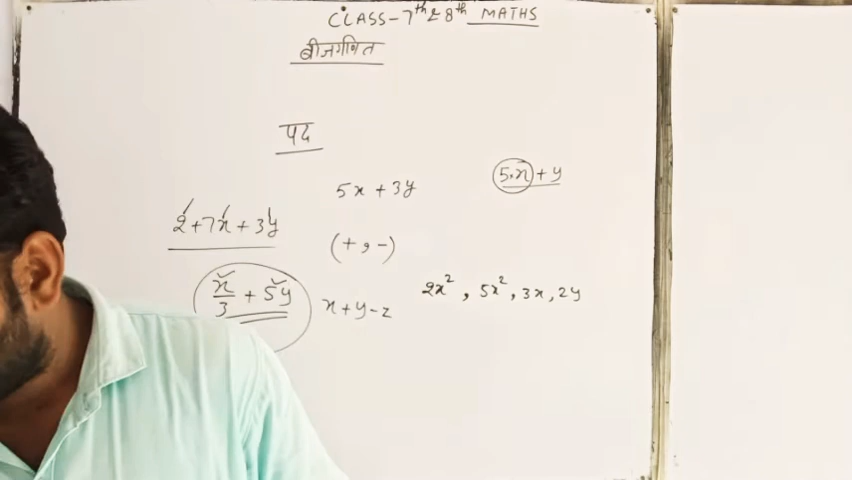 CLASS-7th & 8th MATHS
बीजगणित
पद
5x + 3y
5.x + y
2 + 7x + 3y
(+, -)
x/3 + 5y
x + y - z
2x², 5x², 3x, 2y